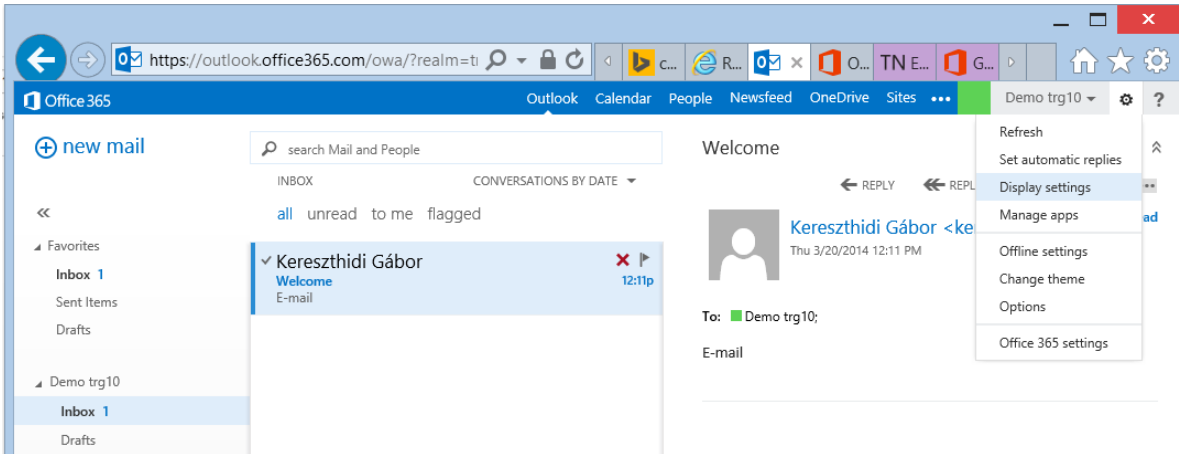 https://outlook.office365.com/owa/?realm=t
c...
R...
O...
TN E...
G...
Office 365
Outlook Calendar People Newsfeed OneDrive Sites ••• Demo trg10 ?
new mail
search Mail and People
INBOX CONVERSATIONS BY DATE
all unread to me flagged
Favorites
Inbox 1
Sent Items
Drafts
Demo trg10
Inbox 1
Drafts
Kereszthidi Gábor
Welcome 12:11p
E-mail
Welcome
REPLY REPL
Kereszthidi Gábor <ke
Thu 3/20/2014 12:11 PM
ad
To: Demo trg10;
E-mail
Refresh
Set automatic replies
Display settings
Manage apps
Offline settings
Change theme
Options
Office 365 settings